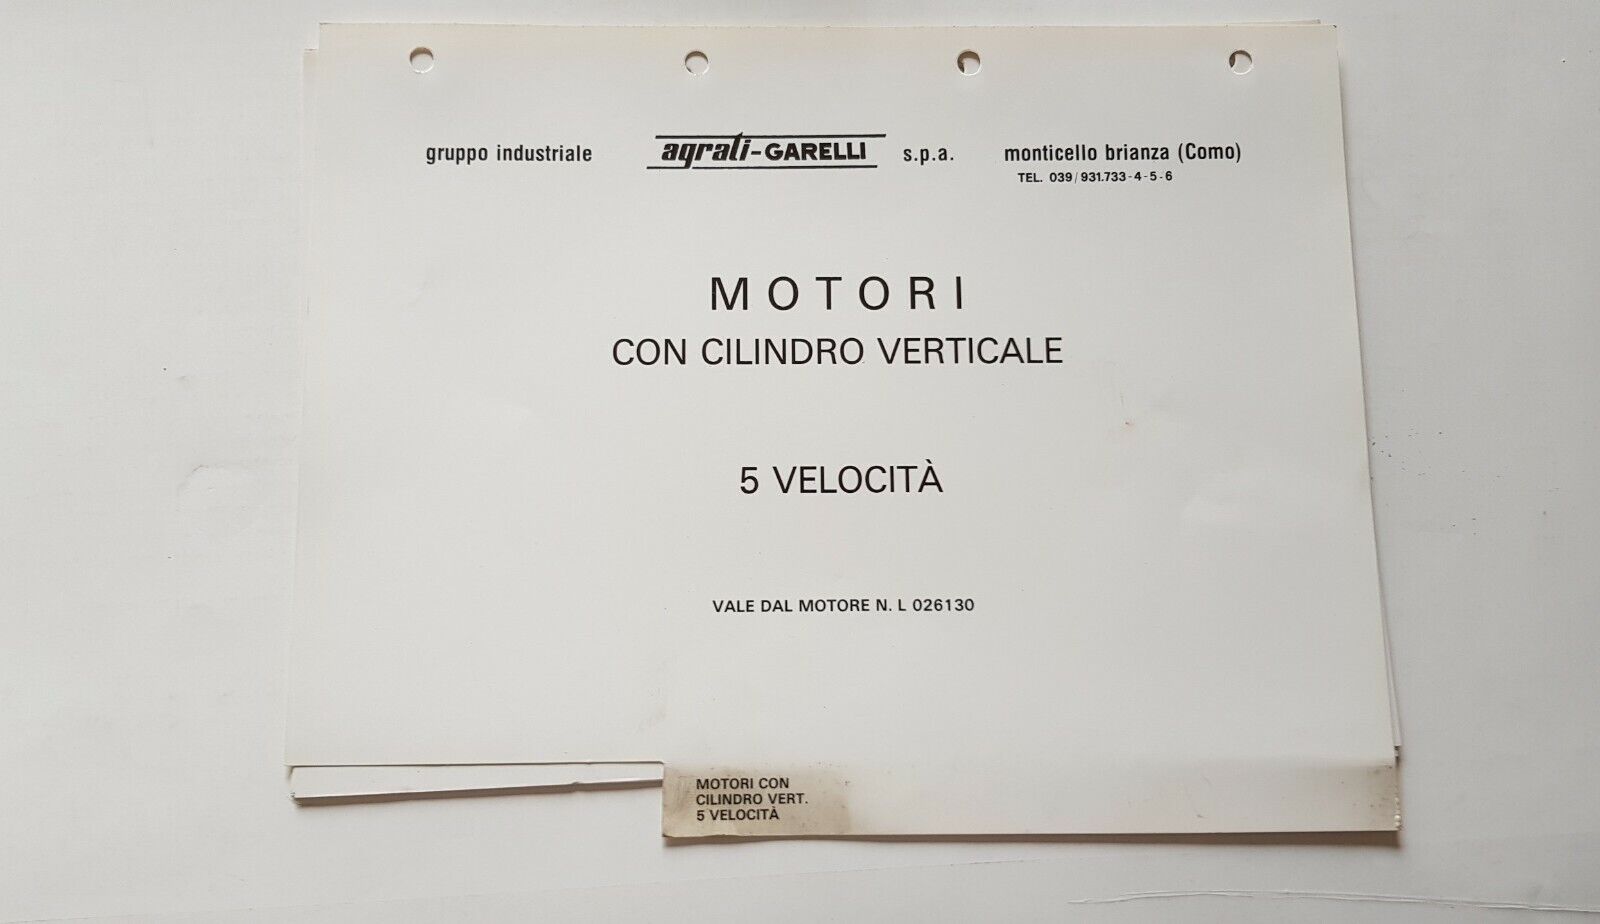 gruppo industriale agrati-GARELLI s.p.a. monticello brianza (Como)
TEL. 039/931.733-4-5-6
MOTORI
CON CILINDRO VERTICALE
5 VELOCITÀ
VALE DAL MOTORE N. L 026130
MOTORI CON
CILINDRO VERT.
5 VELOCITÀ